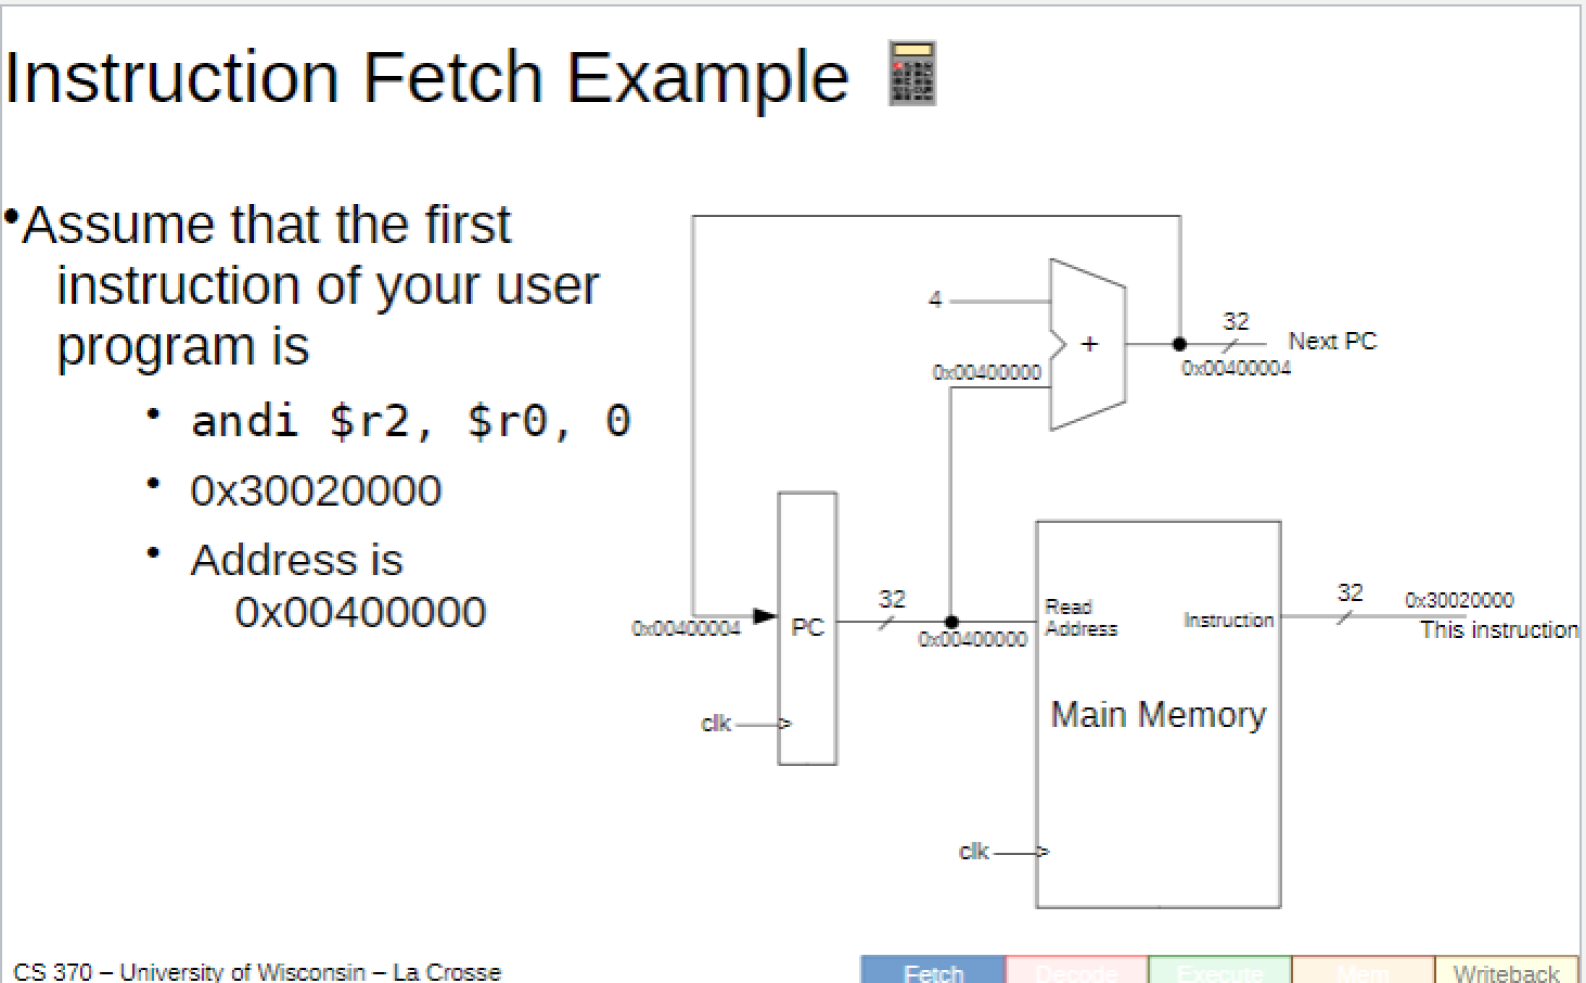 Instruction Fetch Example
•Assume that the first
instruction of your user
program is
• andi $r2, $r0, 0
• 0x30020000
• Address is
0x00400000
4
+
32
Next PC
0x00400000
0x00400004
32
0x00400004
PC
0x00400000
Read
Address
Instruction
32
0x30020000
This instruction
Main Memory
clk
clk
CS 370 – University of Wisconsin – La Crosse
Fetch
Decode
Execute
Mem
Writeback